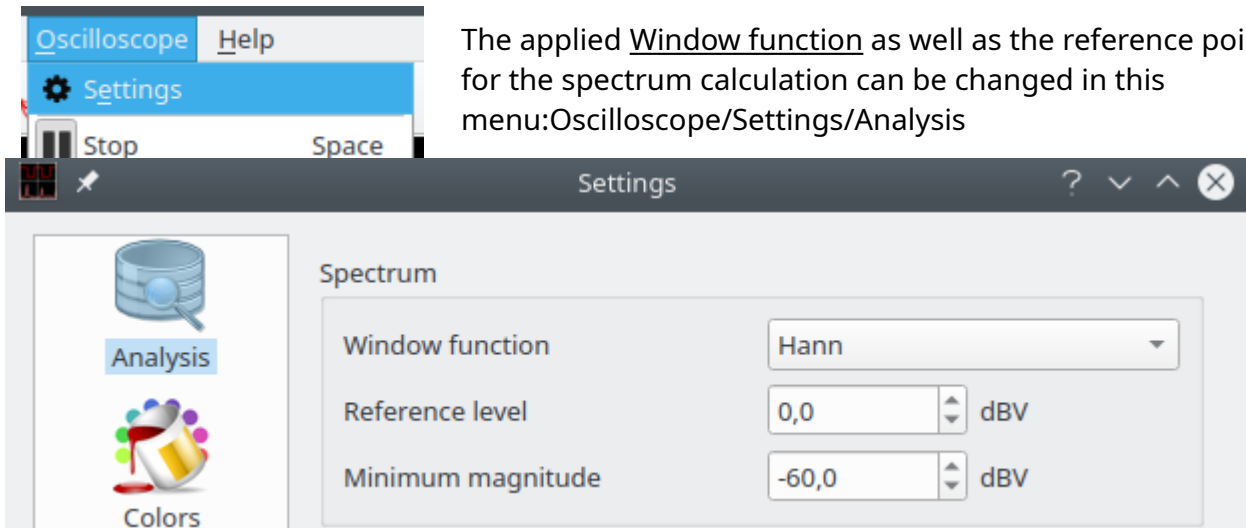 Oscilloscope Help
Settings
Stop Space
The applied Window function as well as the reference poi
for the spectrum calculation can be changed in this
menu:Oscilloscope/Settings/Analysis
Settings
Analysis
Colors
Spectrum
Window function Hann
Reference level 0,0 dBV
Minimum magnitude -60,0 dBV